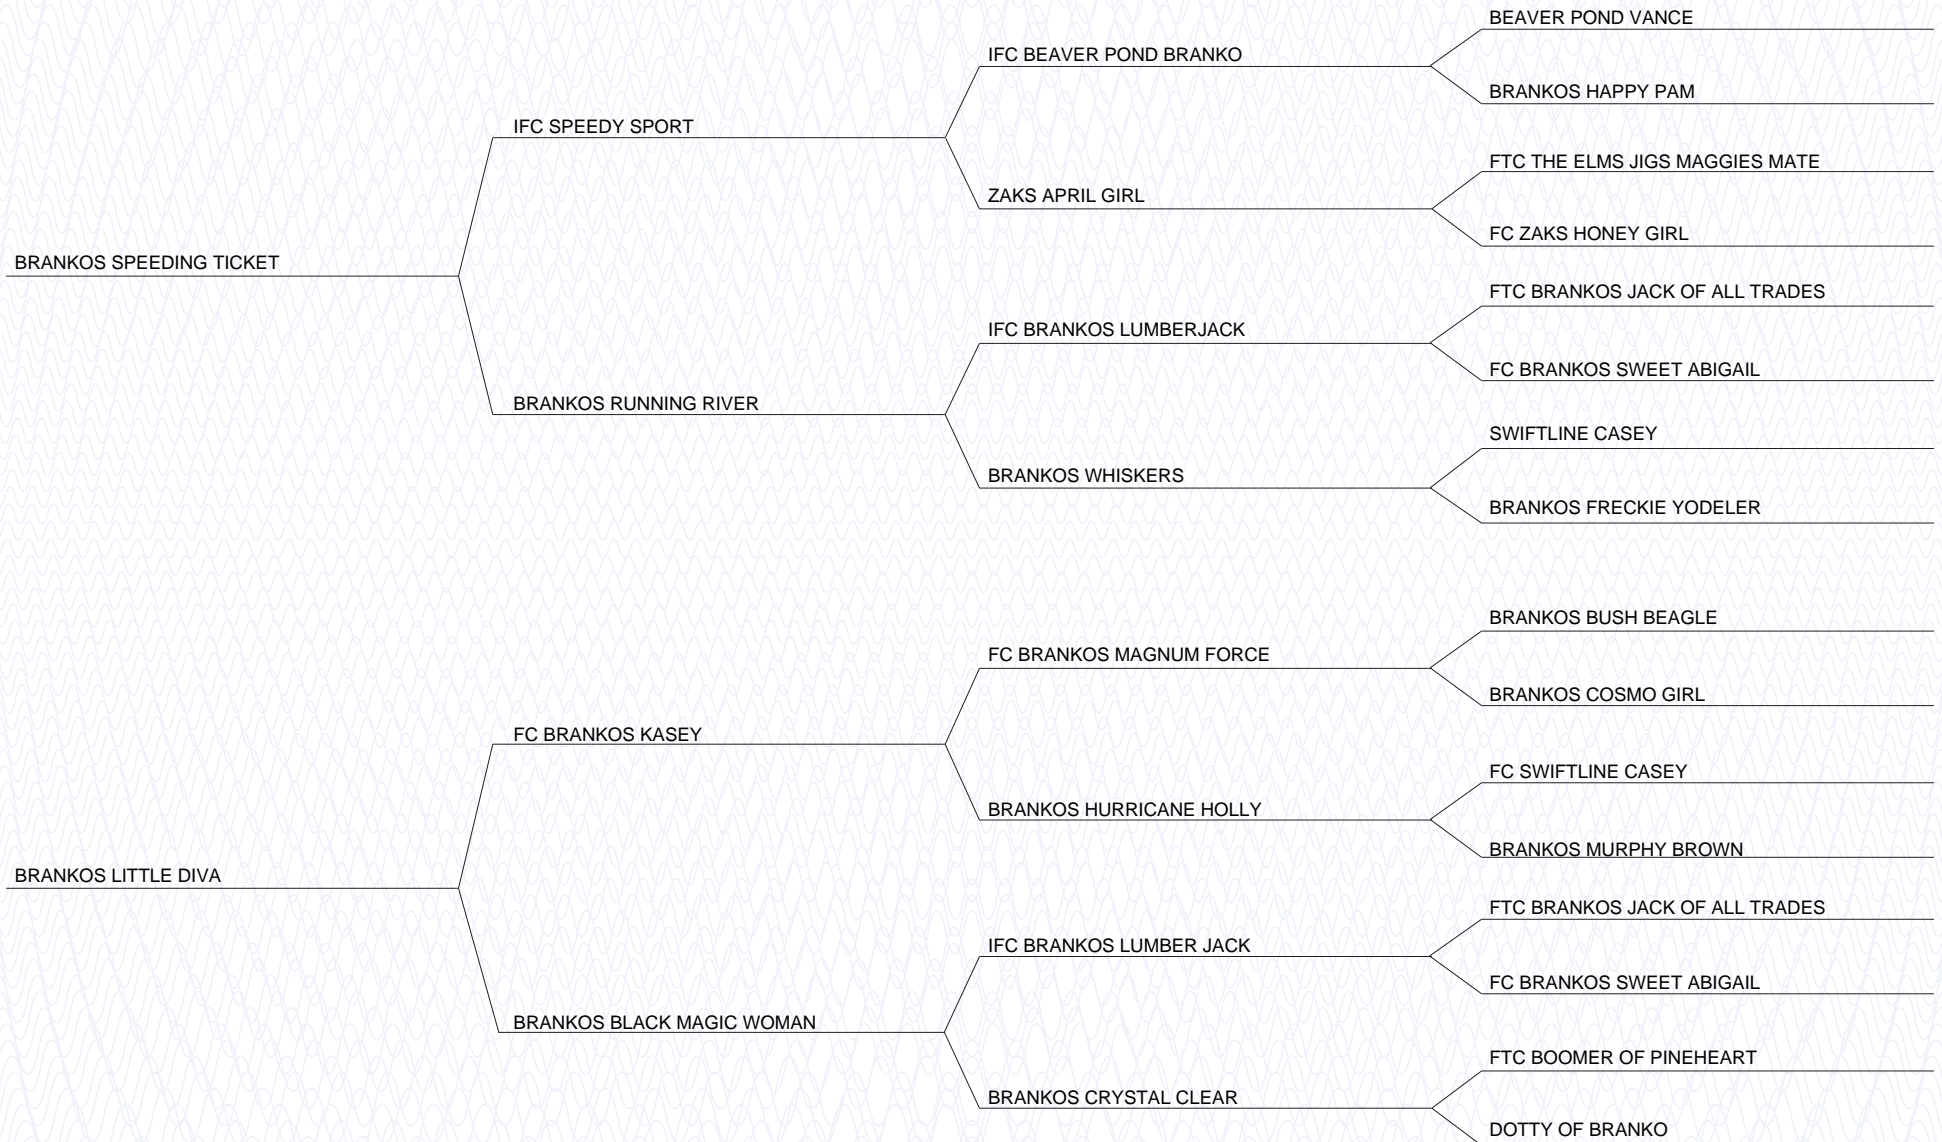 BEAVER POND VANCE
IFC BEAVER POND BRANKO
BRANKOS HAPPY PAM
IFC SPEEDY SPORT
FTC THE ELMS JIGS MAGGIES MATE
ZAKS APRIL GIRL
FC ZAKS HONEY GIRL
BRANKOS SPEEDING TICKET
FTC BRANKOS JACK OF ALL TRADES
IFC BRANKOS LUMBERJACK
FC BRANKOS SWEET ABIGAIL
BRANKOS RUNNING RIVER
SWIFTLINE CASEY
BRANKOS WHISKERS
BRANKOS FRECKIE YODELER
BRANKOS BUSH BEAGLE
FC BRANKOS MAGNUM FORCE
BRANKOS COSMO GIRL
FC BRANKOS KASEY
FC SWIFTLINE CASEY
BRANKOS HURRICANE HOLLY
BRANKOS MURPHY BROWN
BRANKOS LITTLE DIVA
FTC BRANKOS JACK OF ALL TRADES
IFC BRANKOS LUMBER JACK
FC BRANKOS SWEET ABIGAIL
BRANKOS BLACK MAGIC WOMAN
FTC BOOMER OF PINEHEART
BRANKOS CRYSTAL CLEAR
DOTTY OF BRANKO